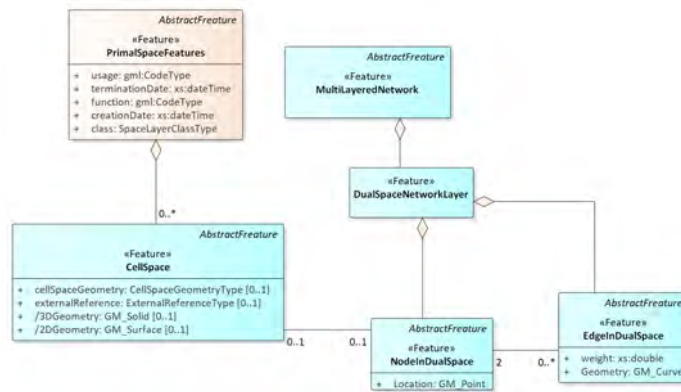 AbstractFreature
«Feature»
PrimalSpaceFeatures
+ usage: gml:CodeType
+ terminationDate: xs:dateTime
+ function: gml:CodeType
+ creationDate: xs:dateTime
+ class: SpaceLayerClassType
AbstractFreature
«Feature»
MultiLayeredNetwork
«Feature»
DualSpaceNetworkLayer
0..*
AbstractFreature
«Feature»
CellSpace
+ cellSpaceGeometry: CellSpaceGeometryType [0..1]
+ externalReference: ExternalReferenceType [0..1]
+ /3DGeometry: GM_Solid [0..1]
+ /2DGeometry: GM_Surface [0..1]
0..1
0..1
AbstractFreature
«Feature»
NodeInDualSpace
+ Location: GM_Point
2
0..*
AbstractFreature
«Feature»
EdgeInDualSpace
+ weight: xs:double
+ Geometry: GM_Curve